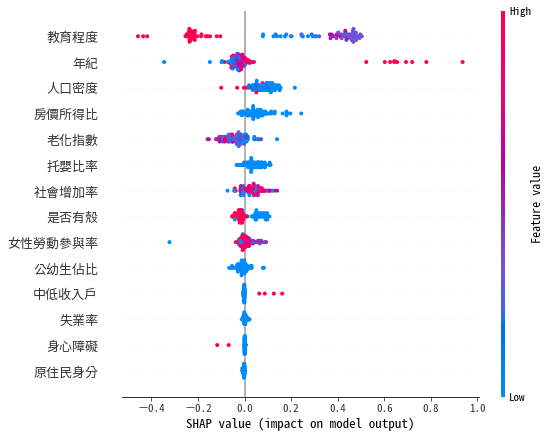 High
教育程度
年紀
人口密度
房價所得比
老化指數
托嬰比率
社會增加率
是否有殼
女性勞動參與率
公幼生佔比
中低收入戶
失業率
身心障礙
原住民身分
Feature value
Low
−0.4 −0.2 0.0 0.2 0.4 0.6 0.8 1.0
SHAP value (impact on model output)